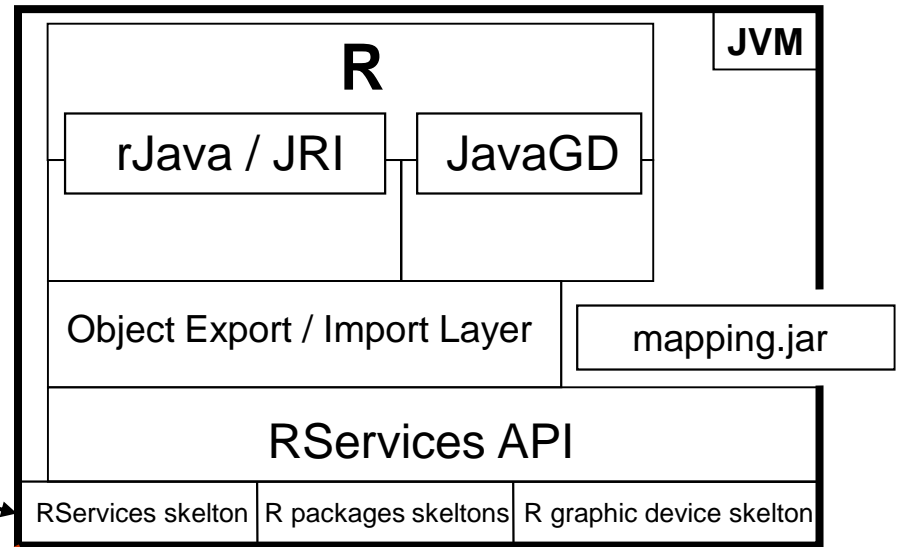 JVM
R
rJava / JRI
JavaGD
Object Export / Import Layer
mapping.jar
RServices API
RServices skelton
R packages skeltons
R graphic device skelton